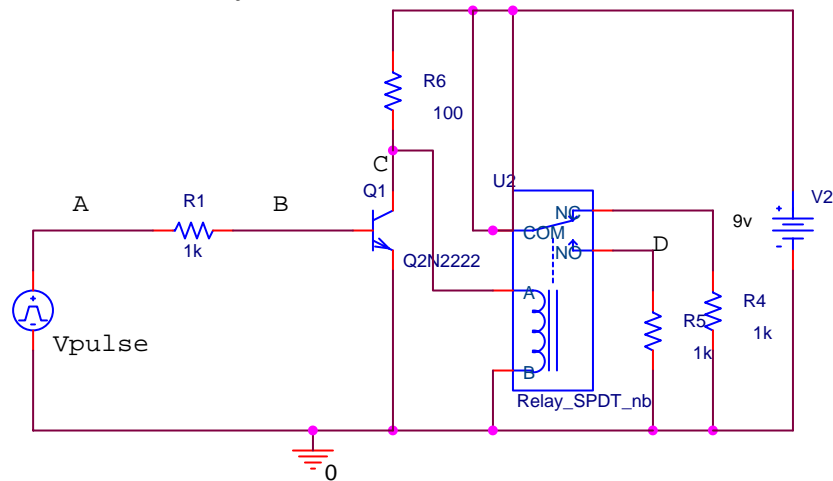 R6
100
C
Q1
U2
V2
A
R1
B
NC
9v
1k
COM
D
Q2N2222
NO
A
R4
R5
1k
1k
Vpulse
B
Relay_SPDT_nb
0